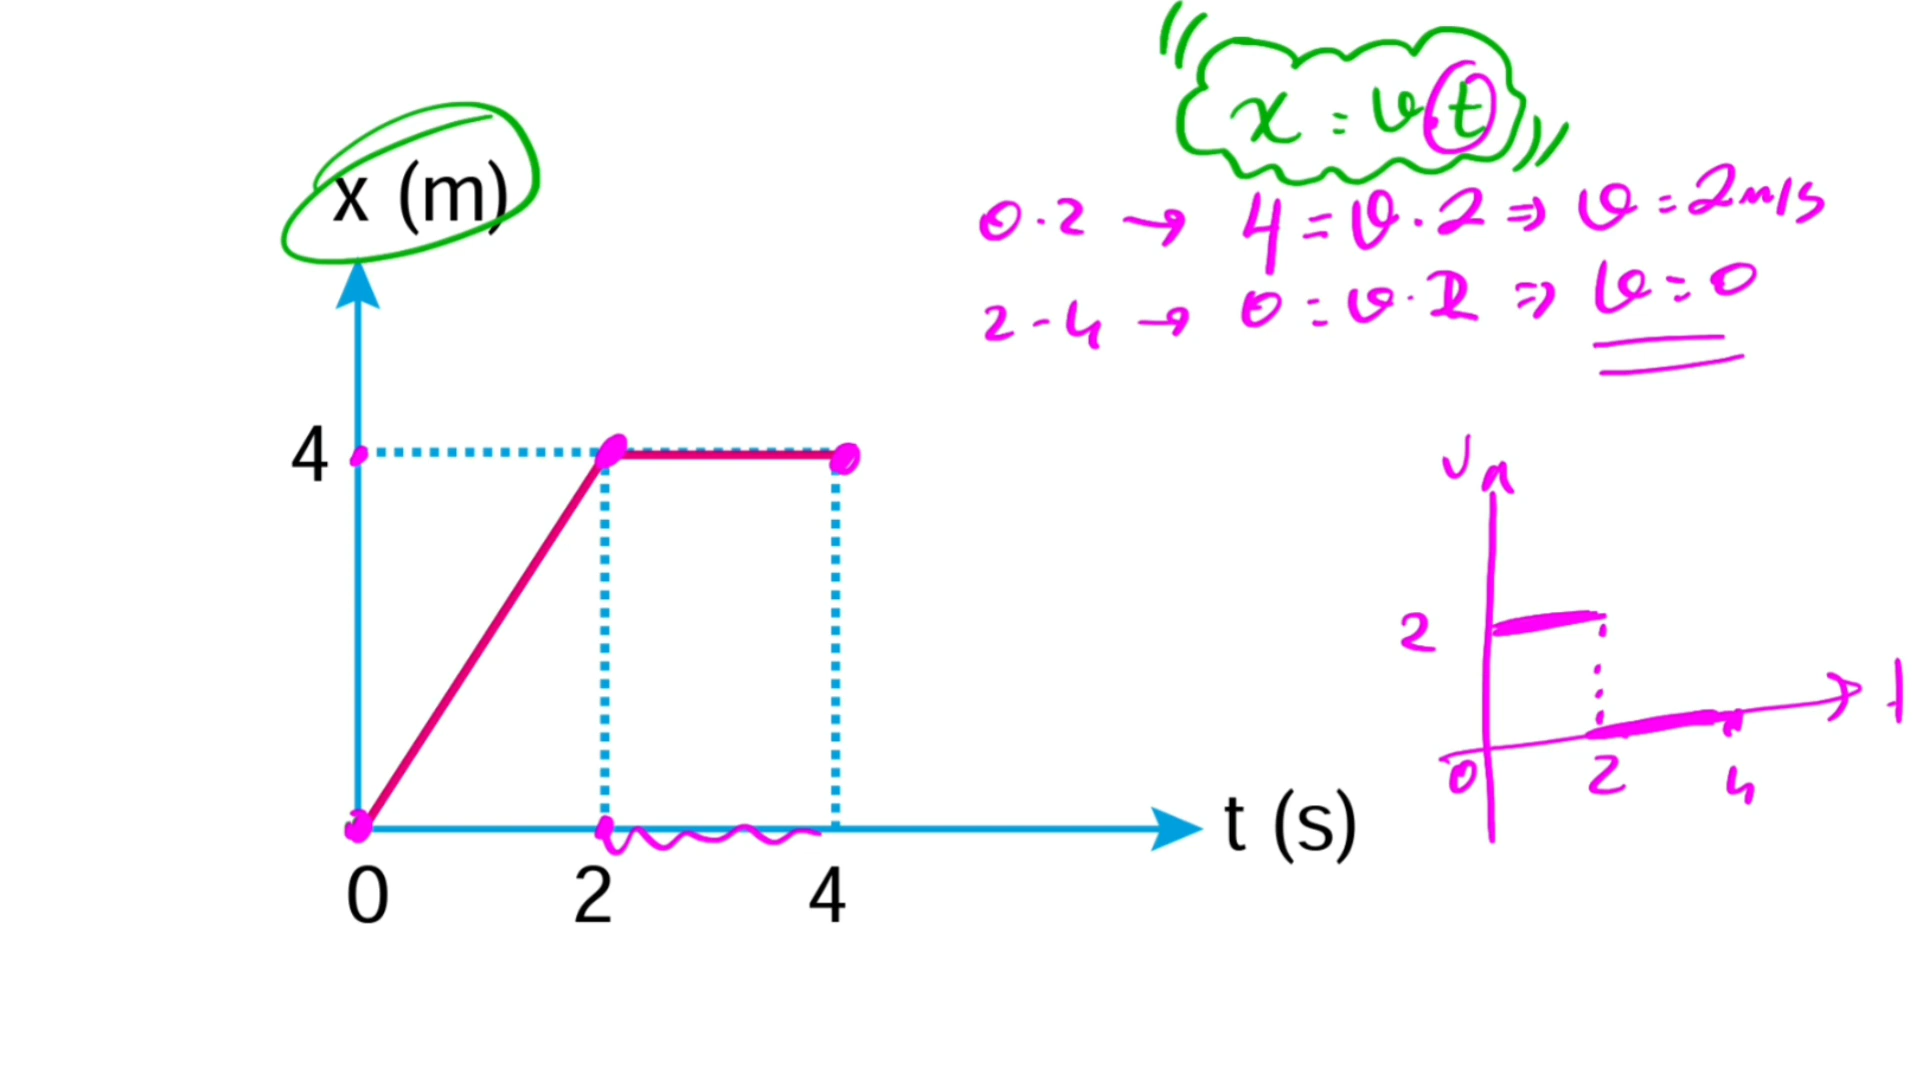 x = v.t
x (m)
0.2 → 4 = v.2 ⇒ v = 2m/s
2-4 → 0 = v.2 ⇒ v = 0
4
v
2
0 2 4
t (s)
0 2 4